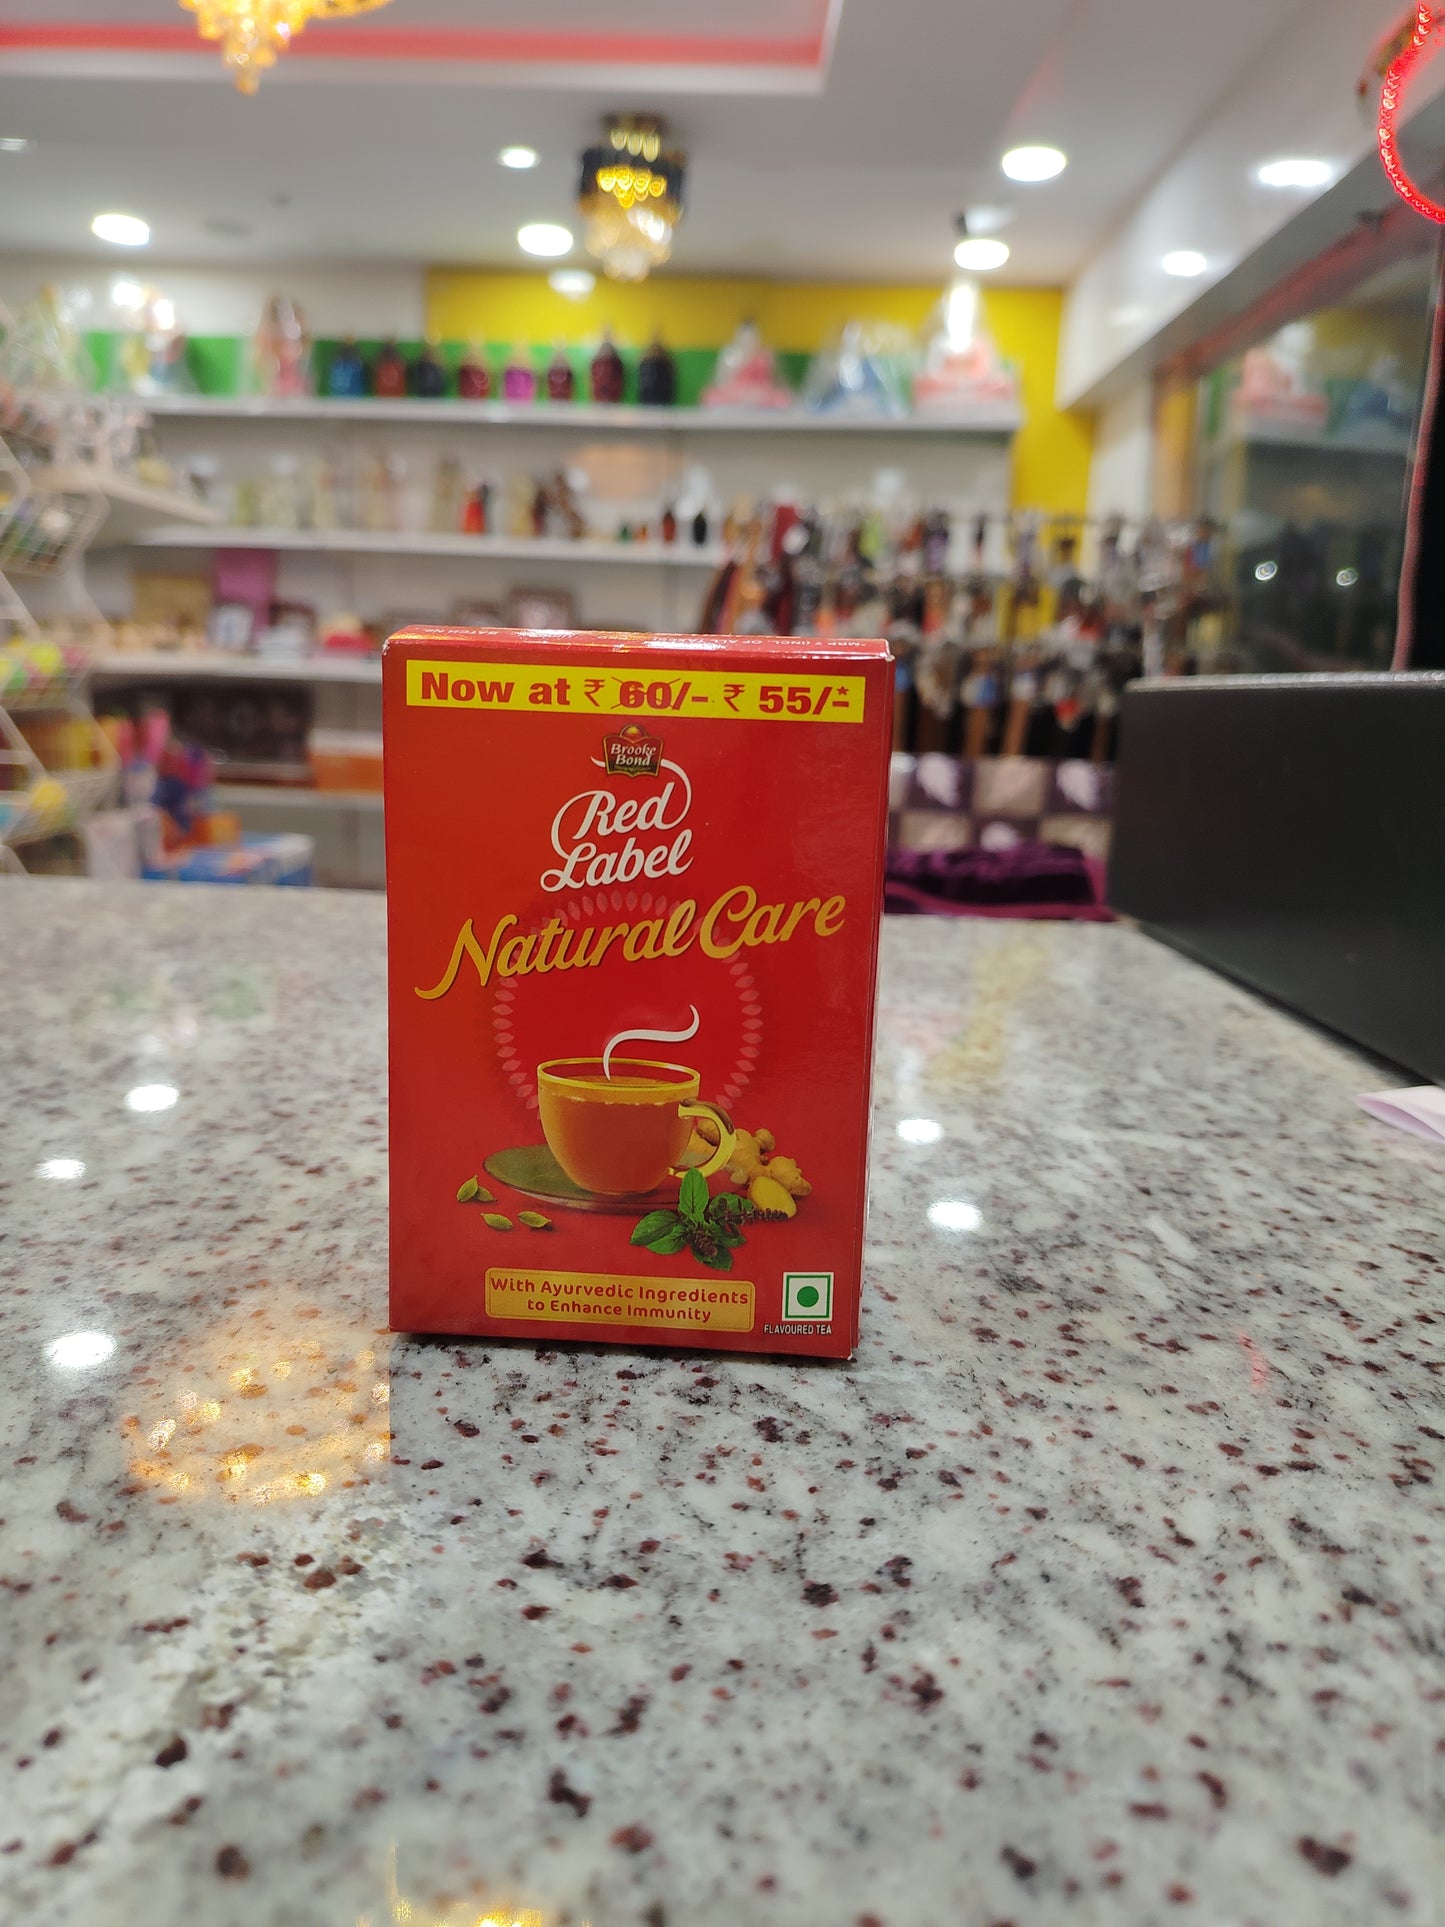 Now at ₹ 60/- ₹ 55/-*
Brooke
Bond
Red
Label
Natural Care
With Ayurvedic Ingredients
to Enhance Immunity
FLAVOURED TEA